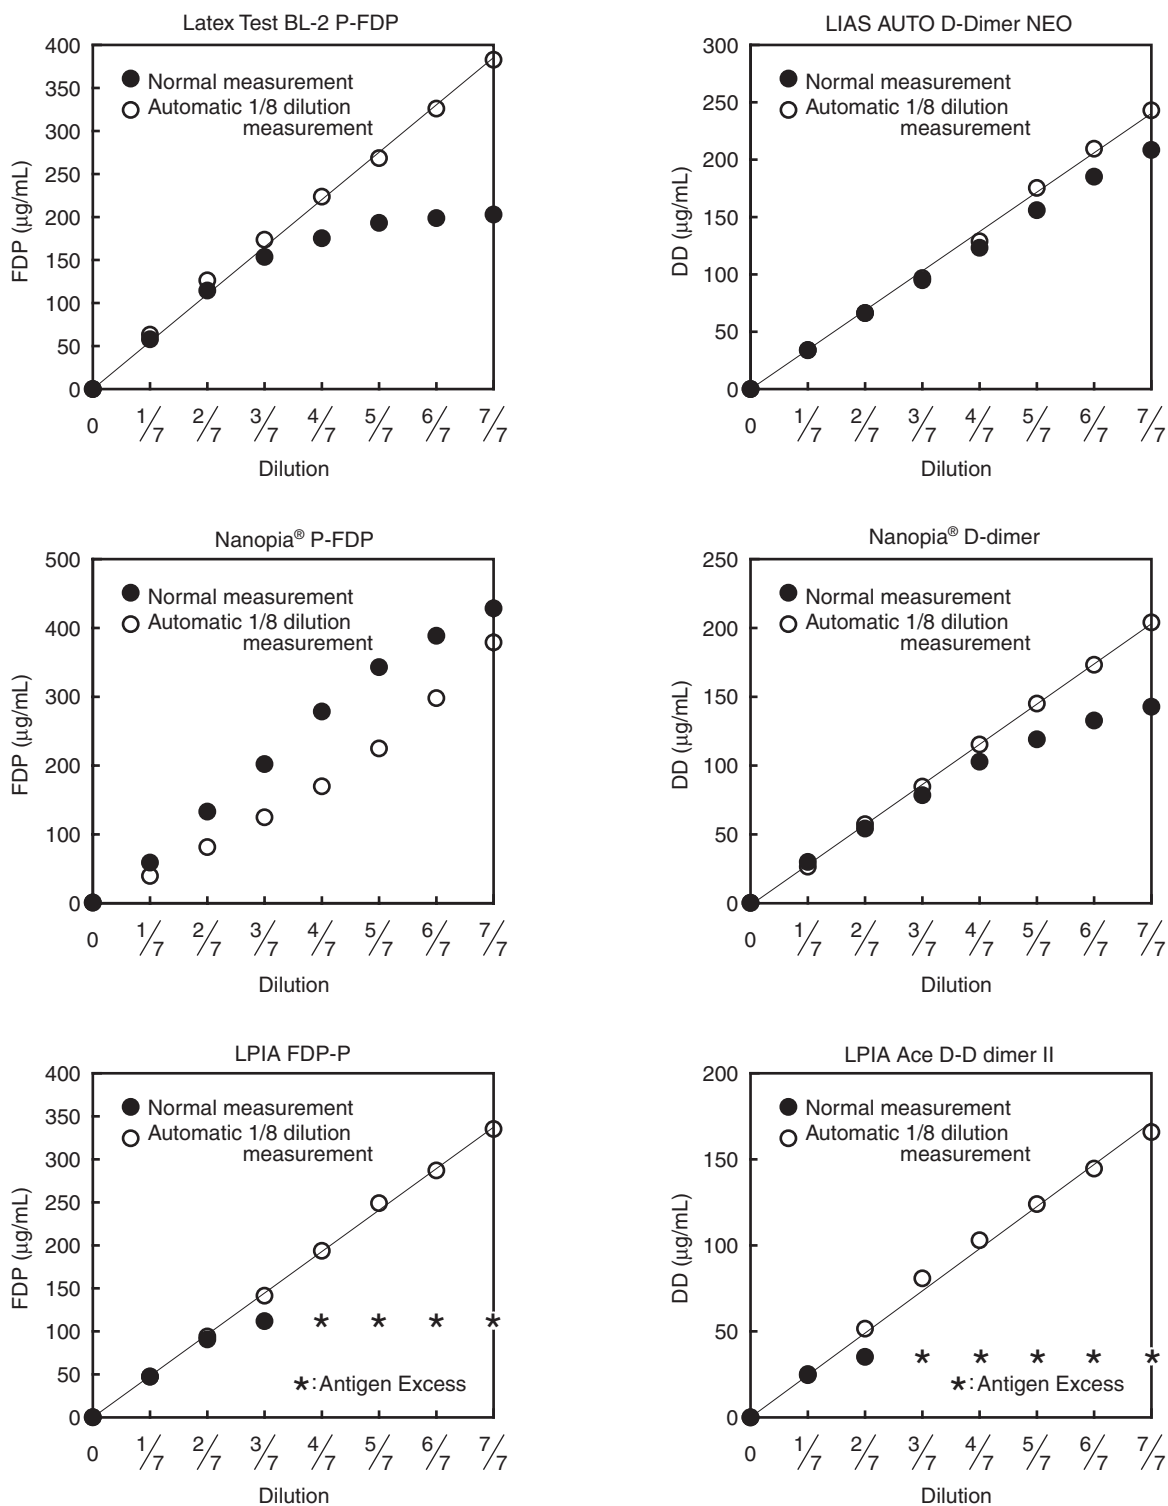 Latex Test BL-2 P-FDP
400
350
300
250
200
150
100
50
0
FDP (μg/mL)
● Normal measurement
○ Automatic 1/8 dilution
measurement
0 1/7 2/7 3/7 4/7 5/7 6/7 7/7
Dilution
LIAS AUTO D-Dimer NEO
300
250
200
150
100
50
0
DD (μg/mL)
● Normal measurement
○ Automatic 1/8 dilution
measurement
0 1/7 2/7 3/7 4/7 5/7 6/7 7/7
Dilution
Nanopia® P-FDP
500
400
300
200
100
0
FDP (μg/mL)
● Normal measurement
○ Automatic 1/8 dilution
measurement
0 1/7 2/7 3/7 4/7 5/7 6/7 7/7
Dilution
Nanopia® D-dimer
250
200
150
100
50
0
DD (μg/mL)
● Normal measurement
○ Automatic 1/8 dilution
measurement
0 1/7 2/7 3/7 4/7 5/7 6/7 7/7
Dilution
LPIA FDP-P
400
350
300
250
200
150
100
50
0
FDP (μg/mL)
● Normal measurement
○ Automatic 1/8 dilution
measurement
* * * *
*: Antigen Excess
0 1/7 2/7 3/7 4/7 5/7 6/7 7/7
Dilution
LPIA Ace D-D dimer II
200
150
100
50
0
DD (μg/mL)
● Normal measurement
○ Automatic 1/8 dilution
measurement
* * * * *
*: Antigen Excess
0 1/7 2/7 3/7 4/7 5/7 6/7 7/7
Dilution